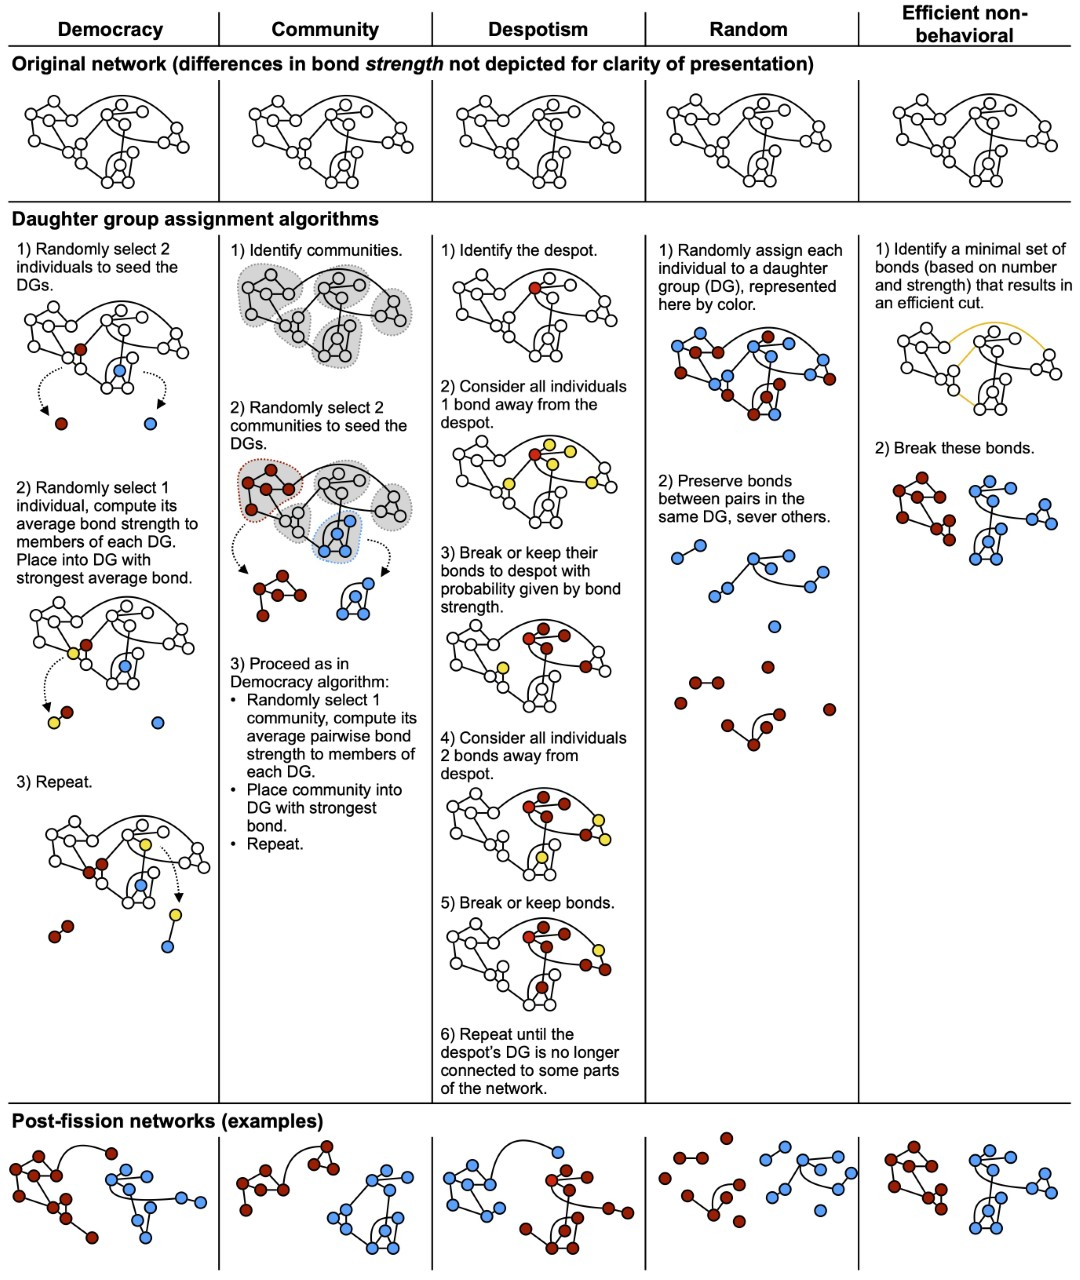 Democracy
Community
Despotism
Random
Efficient non-
behavioral
Original network (differences in bond strength not depicted for clarity of presentation)
Daughter group assignment algorithms
1) Randomly select 2
individuals to seed the
DGs.
2) Randomly select 1
individual, compute its
average bond strength to
members of each DG.
Place into DG with
strongest average bond.
3) Repeat.
1) Identify communities.
2) Randomly select 2
communities to seed the
DGs.
3) Proceed as in
Democracy algorithm:
• Randomly select 1
community, compute its
average pairwise bond
strength to members of
each DG.
• Place community into
DG with strongest
bond.
• Repeat.
1) Identify the despot.
2) Consider all individuals
1 bond away from the
despot.
3) Break or keep their
bonds to despot with
probability given by bond
strength.
4) Consider all individuals
2 bonds away from
despot.
5) Break or keep bonds.
6) Repeat until the
despot's DG is no longer
connected to some parts
of the network.
1) Randomly assign each
individual to a daughter
group (DG), represented
here by color.
2) Preserve bonds
between pairs in the
same DG, sever others.
1) Identify a minimal set of
bonds (based on number
and strength) that results in
an efficient cut.
2) Break these bonds.
Post-fission networks (examples)